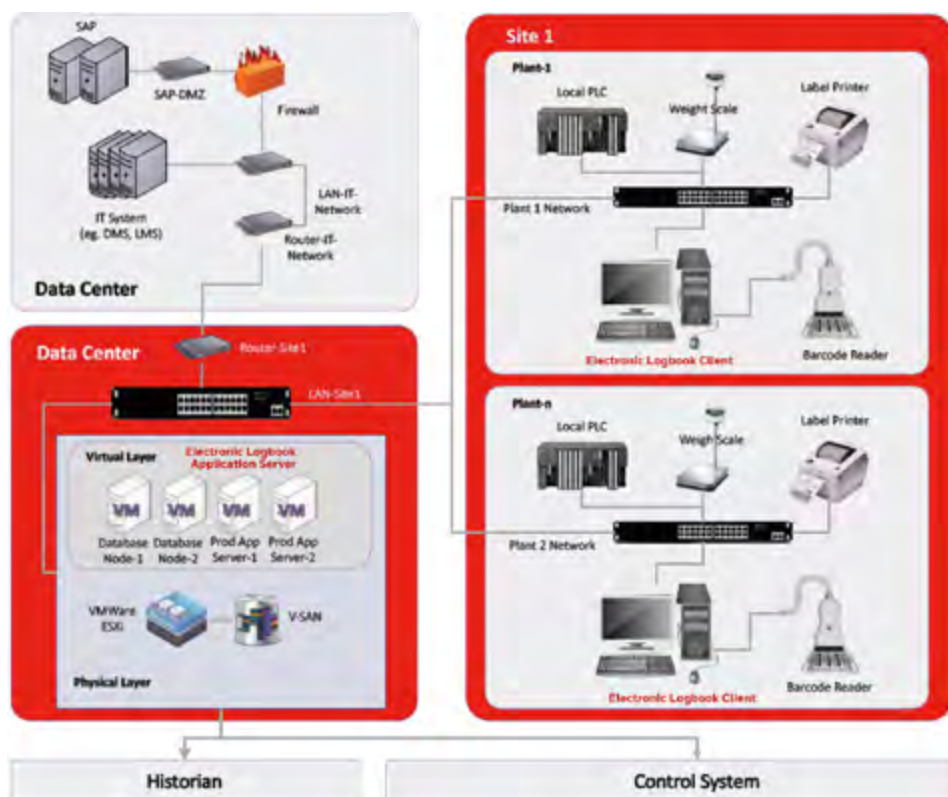 SAP
SAP-DMZ
Firewall
IT System
(eg. DMS, LMS)
LAN-IT-
Network
Router-IT-
Network
Data Center
Data Center
Router-Site1
LAN-Site1
Virtual Layer
Electronic Logbook
Application Server
VM
VM
VM
VM
Database
Node-1
Database
Node-2
Prod App
Server-1
Prod App
Server-2
VMWare
ESXi
V-SAN
Physical Layer
Site 1
Plant-1
Local PLC
Weight Scale
Label Printer
Plant 1 Network
Electronic Logbook Client
Barcode Reader
Plant-n
Local PLC
Weigh Scale
Label Printer
Plant 2 Network
Electronic Logbook Client
Barcode Reader
Historian
Control System